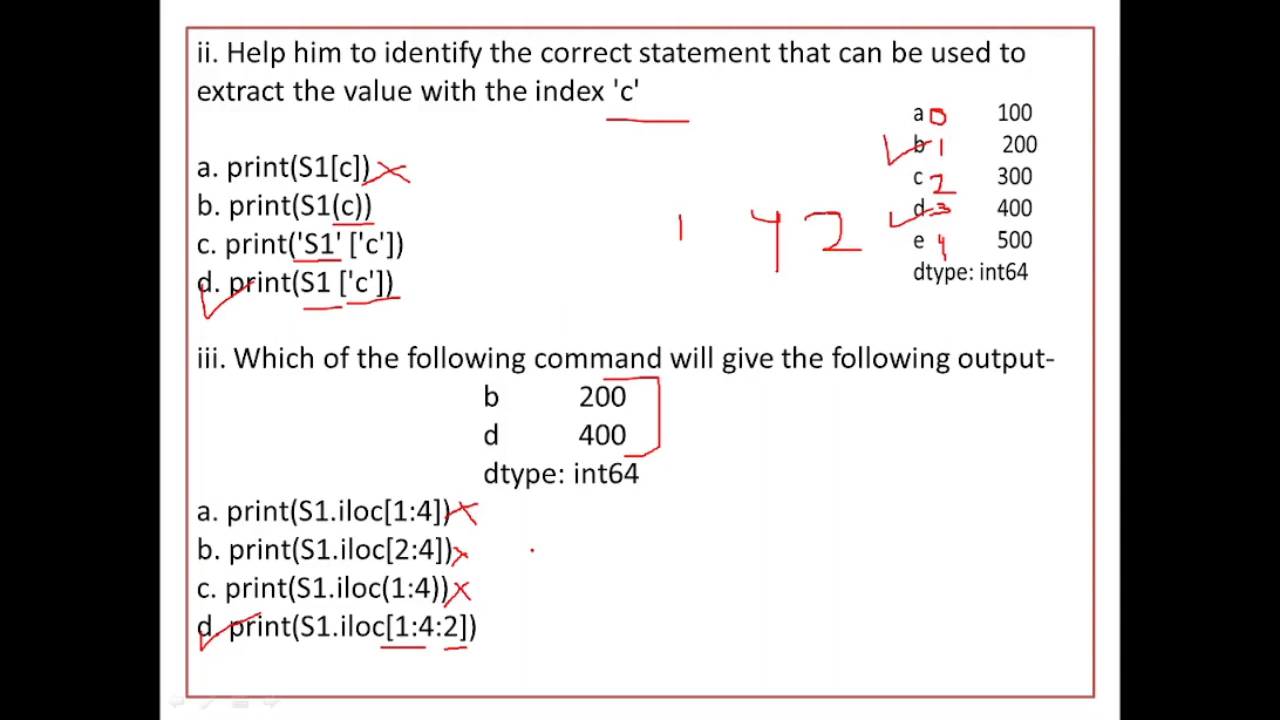 ii. Help him to identify the correct statement that can be used to
extract the value with the index 'c'
a. print(S1[c])
b. print(S1(c))
c. print('S1' ['c'])
d. print(S1 ['c'])
a 0 100
b 1 200
c 2 300
d 3 400
e 4 500
dtype: int64
1 4 2
iii. Which of the following command will give the following output-
b 200
d 400
dtype: int64
a. print(S1.iloc[1:4])
b. print(S1.iloc[2:4])
c. print(S1.iloc(1:4))
d. print(S1.iloc[1:4:2])